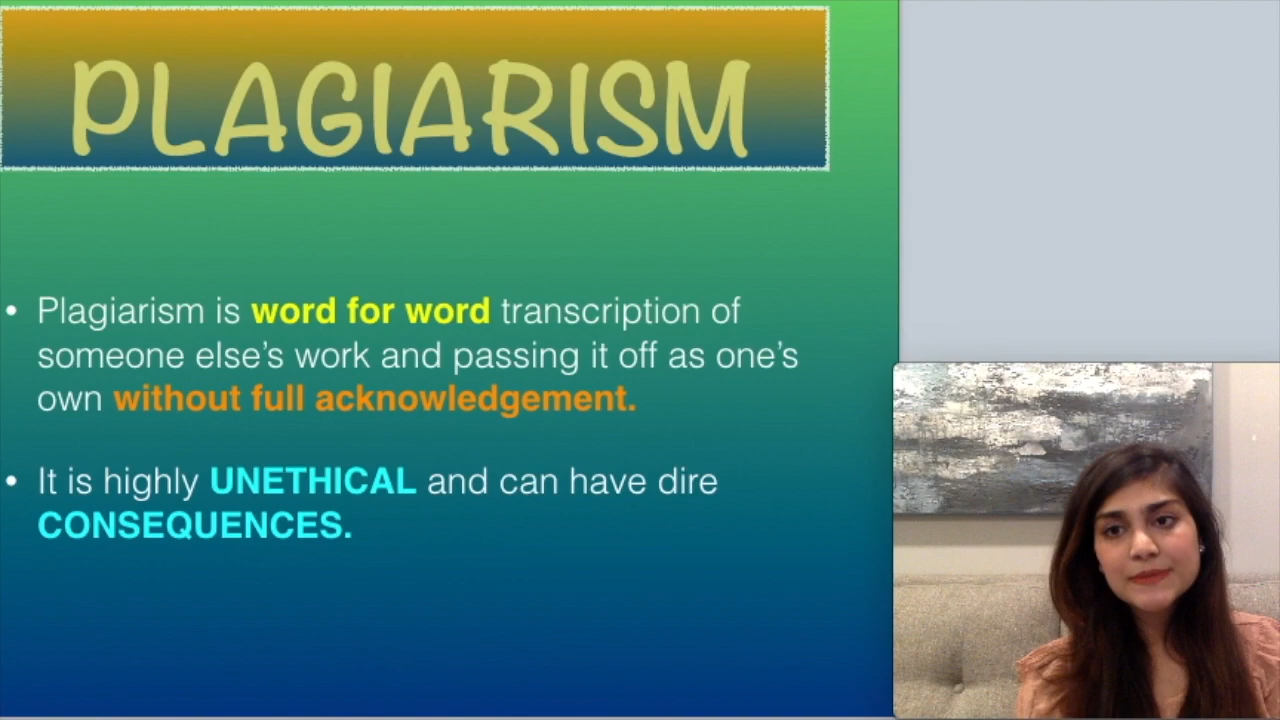 PLAGIARISM
• Plagiarism is word for word transcription of
someone else's work and passing it off as one's
own without full acknowledgement.
• It is highly UNETHICAL and can have dire
CONSEQUENCES.